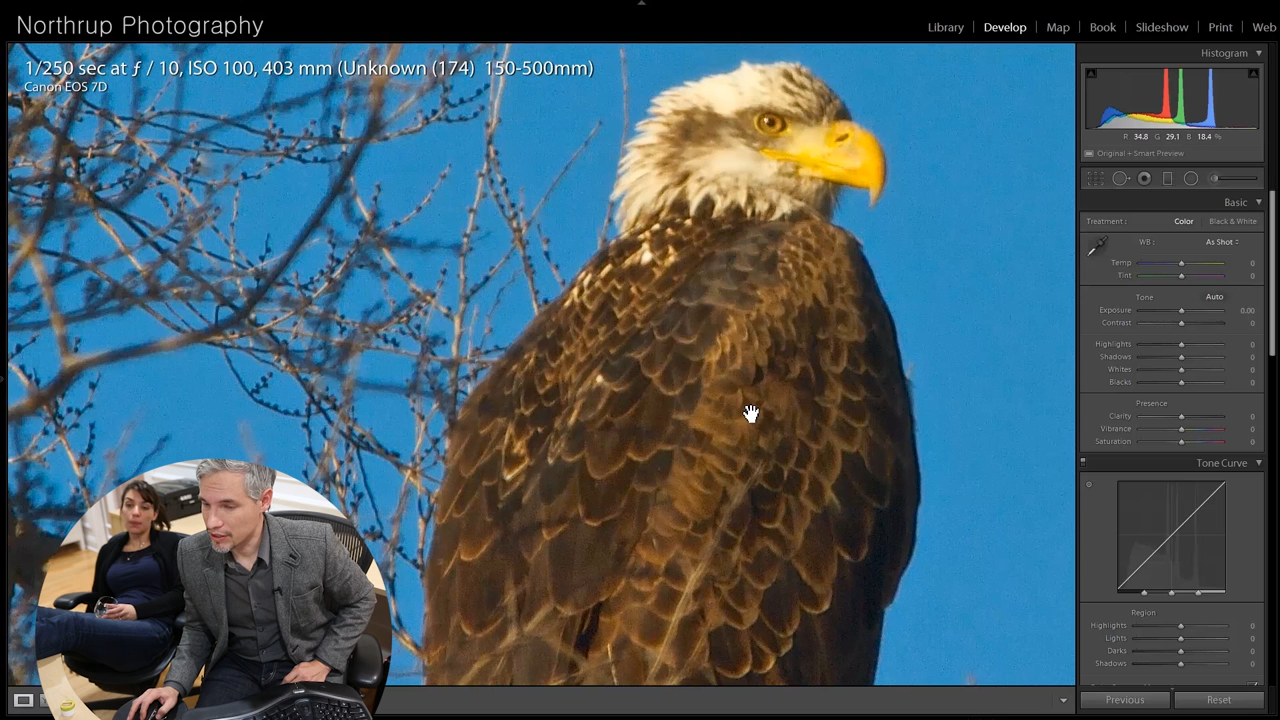 Northrup Photography
Library | Develop | Map | Book | Slideshow | Print | Web
1/250 sec at ƒ / 10, ISO 100, 403 mm (Unknown (174) 150-500mm)
Canon EOS 7D
Histogram
R 34.8 G 29.1 B 18.4 %
Original + Smart Preview
Basic
Treatment : Color Black & White
WB : As Shot
Temp 0
Tint 0
Tone Auto
Exposure 0.00
Contrast 0
Highlights 0
Shadows 0
Whites 0
Blacks 0
Presence
Clarity 0
Vibrance 0
Saturation 0
Tone Curve
Region
Highlights 0
Lights 0
Darks 0
Shadows 0
Previous Reset